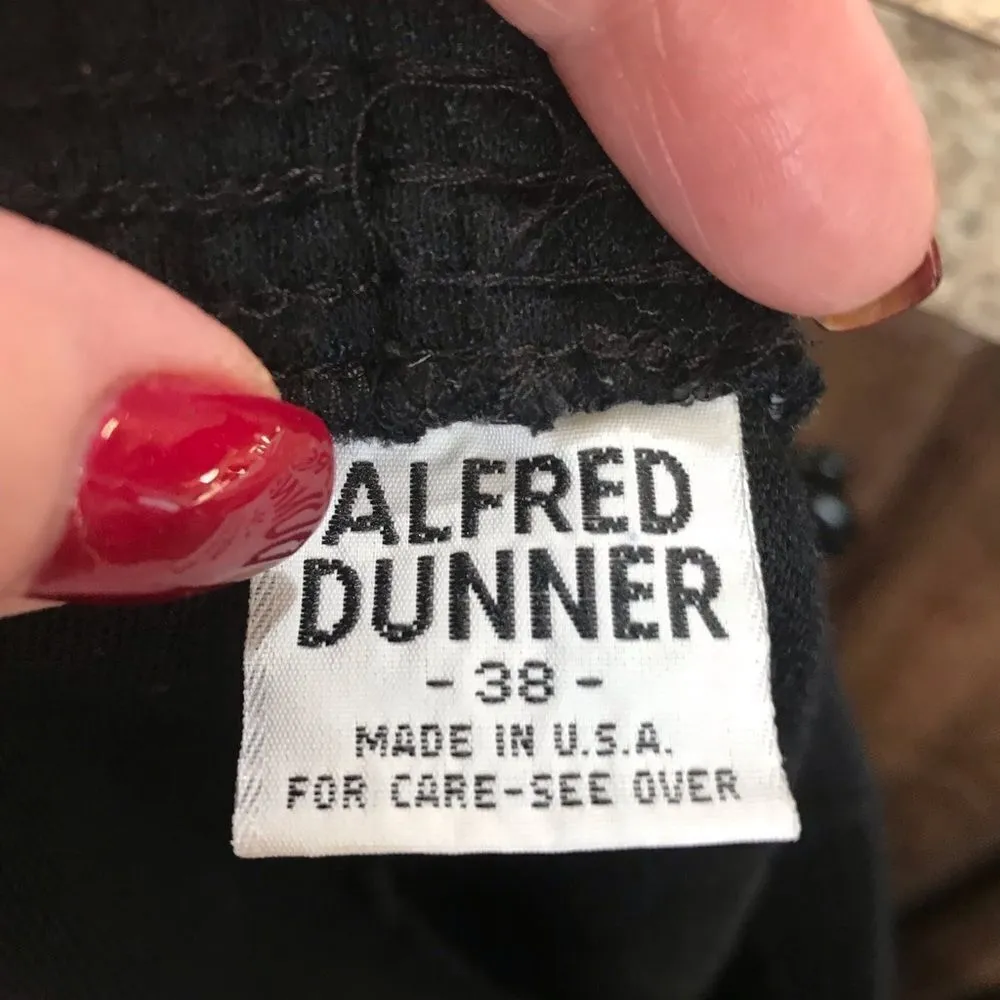 ALFRED
DUNNER
- 38 -
MADE IN U.S.A.
FOR CARE-SEE OVER